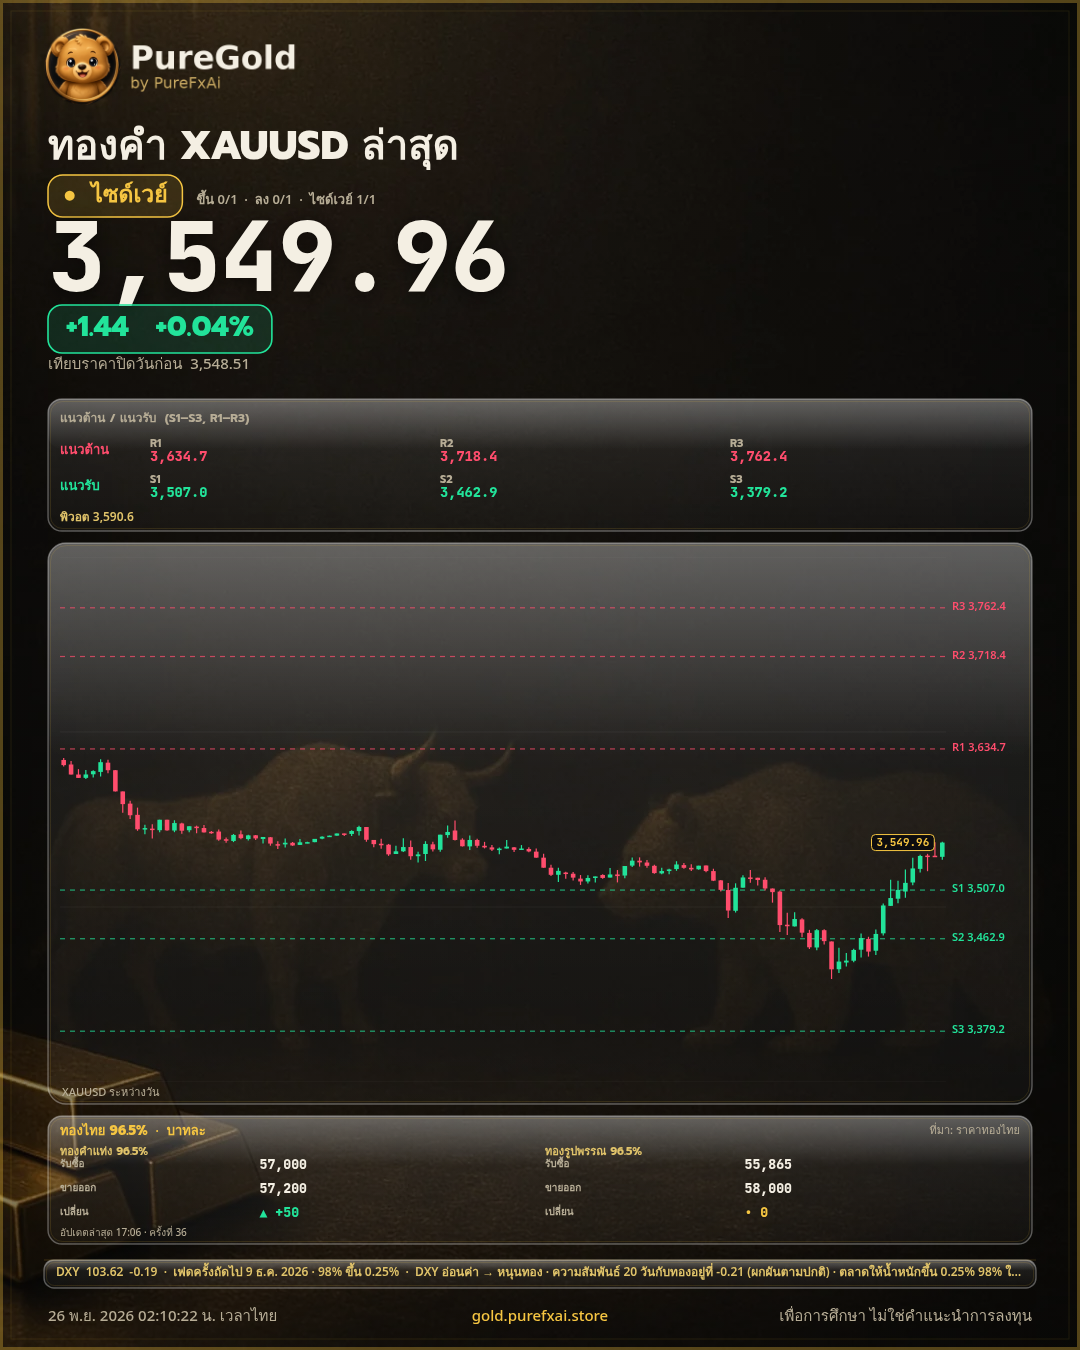 PureGold
by PureFxAi
ทองคำ XAUUSD ล่าสุด
• ไซด์เวย์ ขึ้น 0/1 · ลง 0/1 · ไซด์เวย์ 1/1
3,549.96
+1.44 +0.04%
เทียบราคาปิดวันก่อน 3,548.51
แนวต้าน / แนวรับ (S1–S3, R1–R3)
R1 R2 R3
แนวต้าน 3,634.7 3,718.4 3,762.4
S1 S2 S3
แนวรับ 3,507.0 3,462.9 3,379.2
พิวอต 3,590.6
R3 3,762.4
R2 3,718.4
R1 3,634.7
3,549.96
S1 3,507.0
S2 3,462.9
S3 3,379.2
XAUUSD ระหว่างวัน
ทองไทย 96.5% · บาทละ ที่มา: ราคาทองไทย
ทองคำแท่ง 96.5% ทองรูปพรรณ 96.5%
รับซื้อ 57,000 รับซื้อ 55,865
ขายออก 57,200 ขายออก 58,000
เปลี่ยน ▲ +50 เปลี่ยน • 0
อัปเดตล่าสุด 17:06 · ครั้งที่ 36
DXY 103.62 -0.19 · เฟดครั้งถัดไป 9 ธ.ค. 2026 · 98% ขึ้น 0.25% · DXY อ่อนค่า → หนุนทอง · ความสัมพันธ์ 20 วันกับทองอยู่ที่ -0.21 (ผกผันตามปกติ) · ตลาดให้น้ำหนักขึ้น 0.25% 98% ใ...
26 พ.ย. 2026 02:10:22 น. เวลาไทย gold.purefxai.store เพื่อการศึกษา ไม่ใช่คำแนะนำการลงทุน